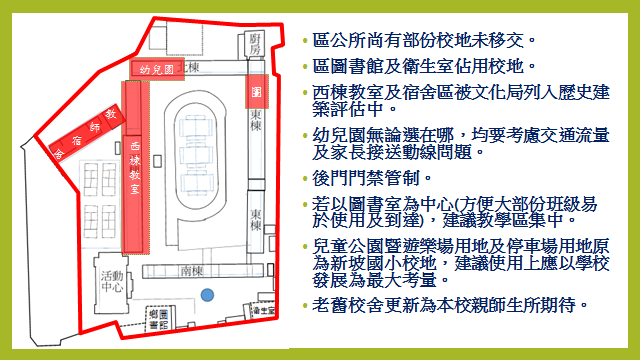 廚房
幼兒園
北棟
圖
東棟
教師宿舍
西棟教室
東棟
南棟
活動
中心
圖書館
衛生室
• 區公所尚有部份校地未移交。
• 區圖書館及衛生室佔用校地。
• 西棟教室及宿舍區被文化局列入歷史建
築評估中。
• 幼兒園無論選在哪，均要考慮交通流量
及家長接送動線問題。
• 後門門禁管制。
• 若以圖書室為中心(方便大部份班級易
於使用及到達)，建議教學區集中。
• 兒童公園暨遊樂場用地及停車場用地原
為新坡國小校地，建議使用上應以學校
發展為最大考量。
• 老舊校舍更新為本校親師生所期待。